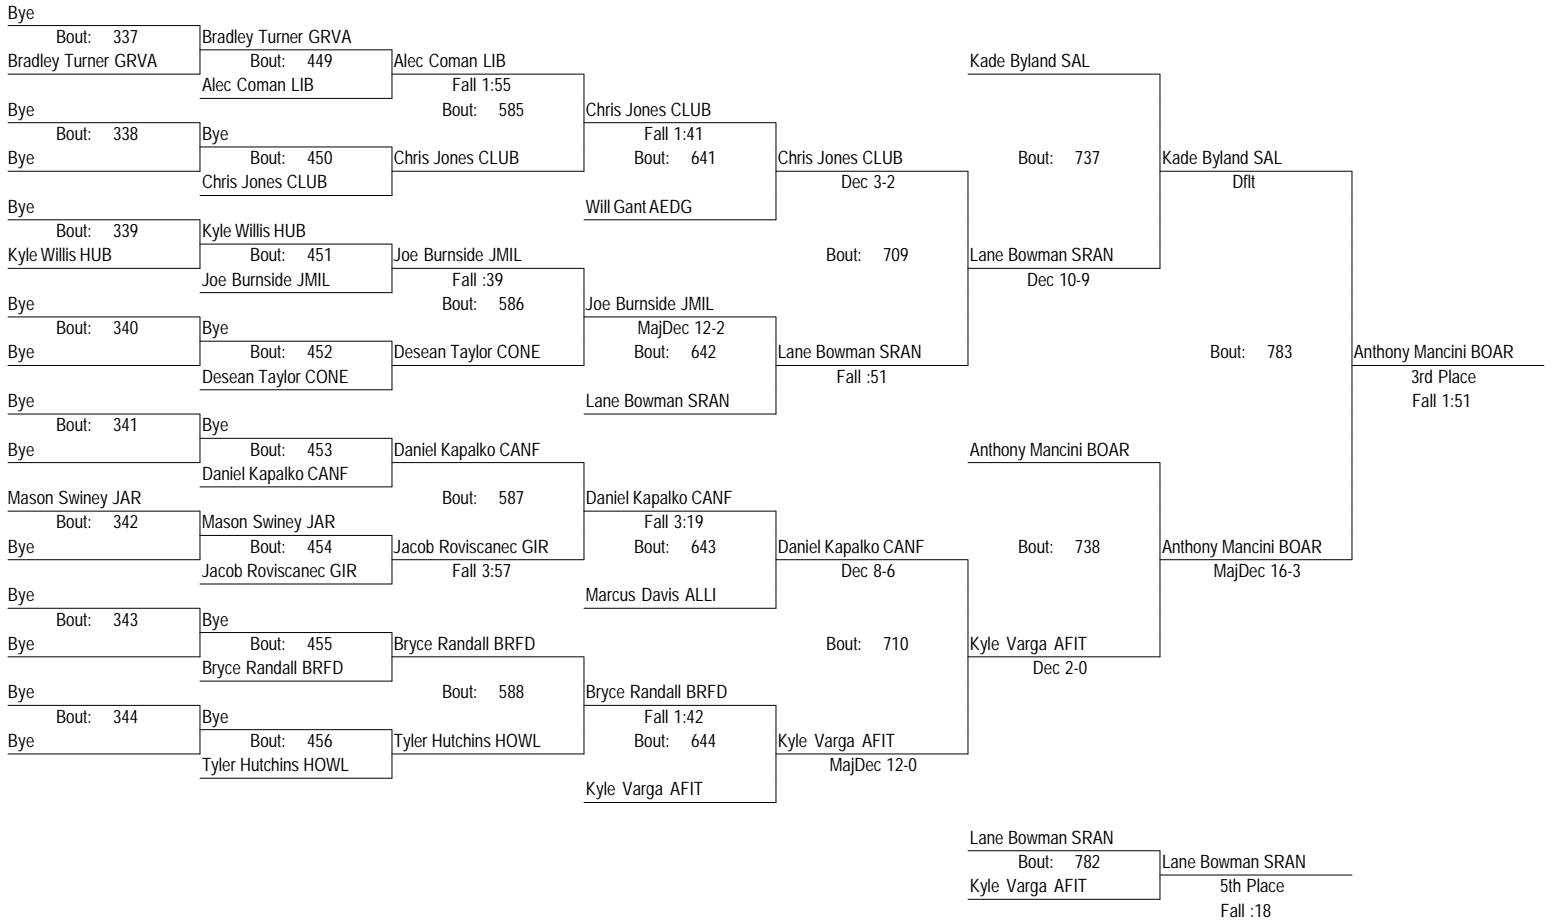 Bye
Bout: 337
Bradley Turner GRVA
Bye
Bout: 338
Bye
Bye
Bout: 339
Kyle Willis HUB
Bye
Bout: 340
Bye
Bye
Bout: 341
Bye
Mason Swiney JAR
Bout: 342
Bye
Bye
Bout: 343
Bye
Bye
Bout: 344
Bye
Bradley Turner GRVA
Bout: 449
Alec Coman LIB
Bye
Bout: 450
Chris Jones CLUB
Kyle Willis HUB
Bout: 451
Joe Burnside JMIL
Bye
Bout: 452
Desean Taylor CONE
Bye
Bout: 453
Daniel Kapalko CANF
Mason Swiney JAR
Bout: 454
Jacob Roviscanec GIR
Bye
Bout: 455
Bryce Randall BRFD
Bye
Bout: 456
Tyler Hutchins HOWL
Alec Coman LIB
Fall 1:55
Bout: 585
Chris Jones CLUB
Joe Burnside JMIL
Fall :39
Bout: 586
Desean Taylor CONE
Daniel Kapalko CANF
Bout: 587
Jacob Roviscanec GIR
Fall 3:57
Bryce Randall BRFD
Bout: 588
Tyler Hutchins HOWL
Chris Jones CLUB
Fall 1:41
Bout: 641
Will Gant AEDG
Joe Burnside JMIL
MajDec 12-2
Bout: 642
Lane Bowman SRAN
Daniel Kapalko CANF
Fall 3:19
Bout: 643
Marcus Davis ALLI
Bryce Randall BRFD
Fall 1:42
Bout: 644
Kyle Varga AFIT
Chris Jones CLUB
Dec 3-2
Bout: 709
Lane Bowman SRAN
Fall :51
Daniel Kapalko CANF
Dec 8-6
Bout: 710
Kyle Varga AFIT
MajDec 12-0
Kade Byland SAL
Bout: 737
Lane Bowman SRAN
Dec 10-9
Anthony Mancini BOAR
Bout: 738
Kyle Varga AFIT
Dec 2-0
Kade Byland SAL
Dflt
Bout: 783
Anthony Mancini BOAR
MajDec 16-3
Anthony Mancini BOAR
3rd Place
Fall 1:51
Lane Bowman SRAN
Bout: 782
Kyle Varga AFIT
Lane Bowman SRAN
5th Place
Fall :18